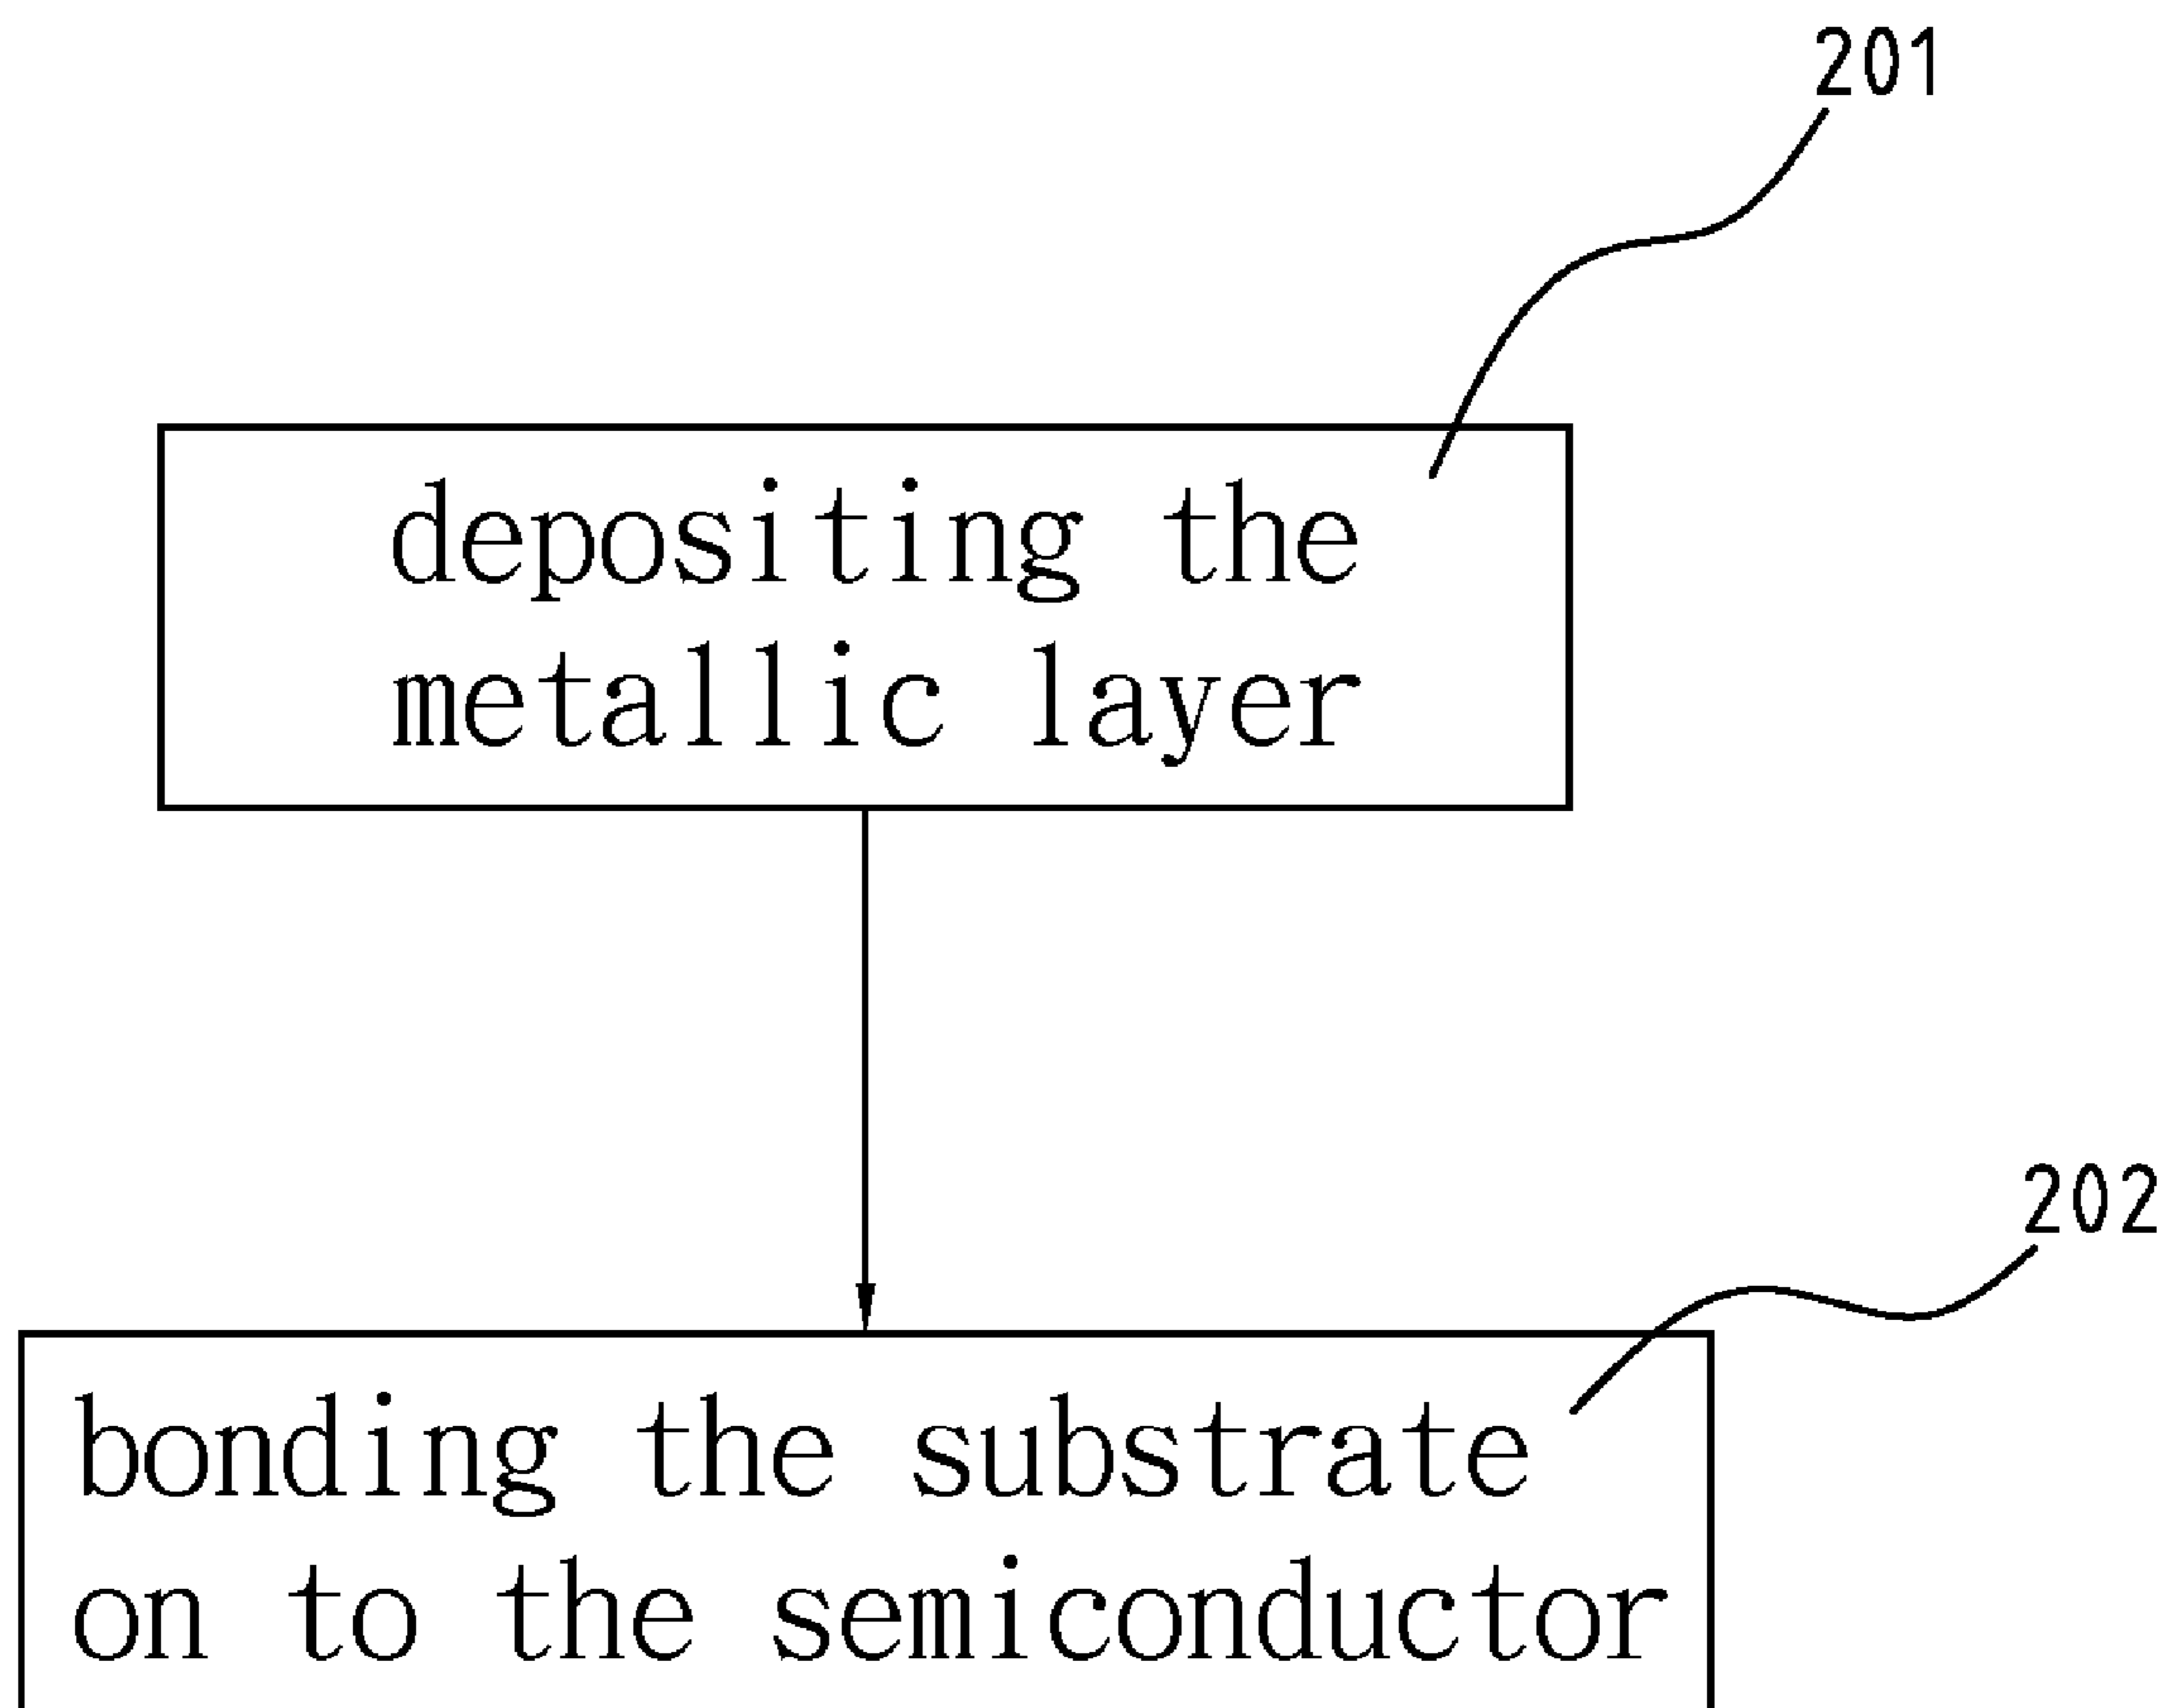 201
depositing the
metallic layer
202
bonding the substrate
on to the semiconductor